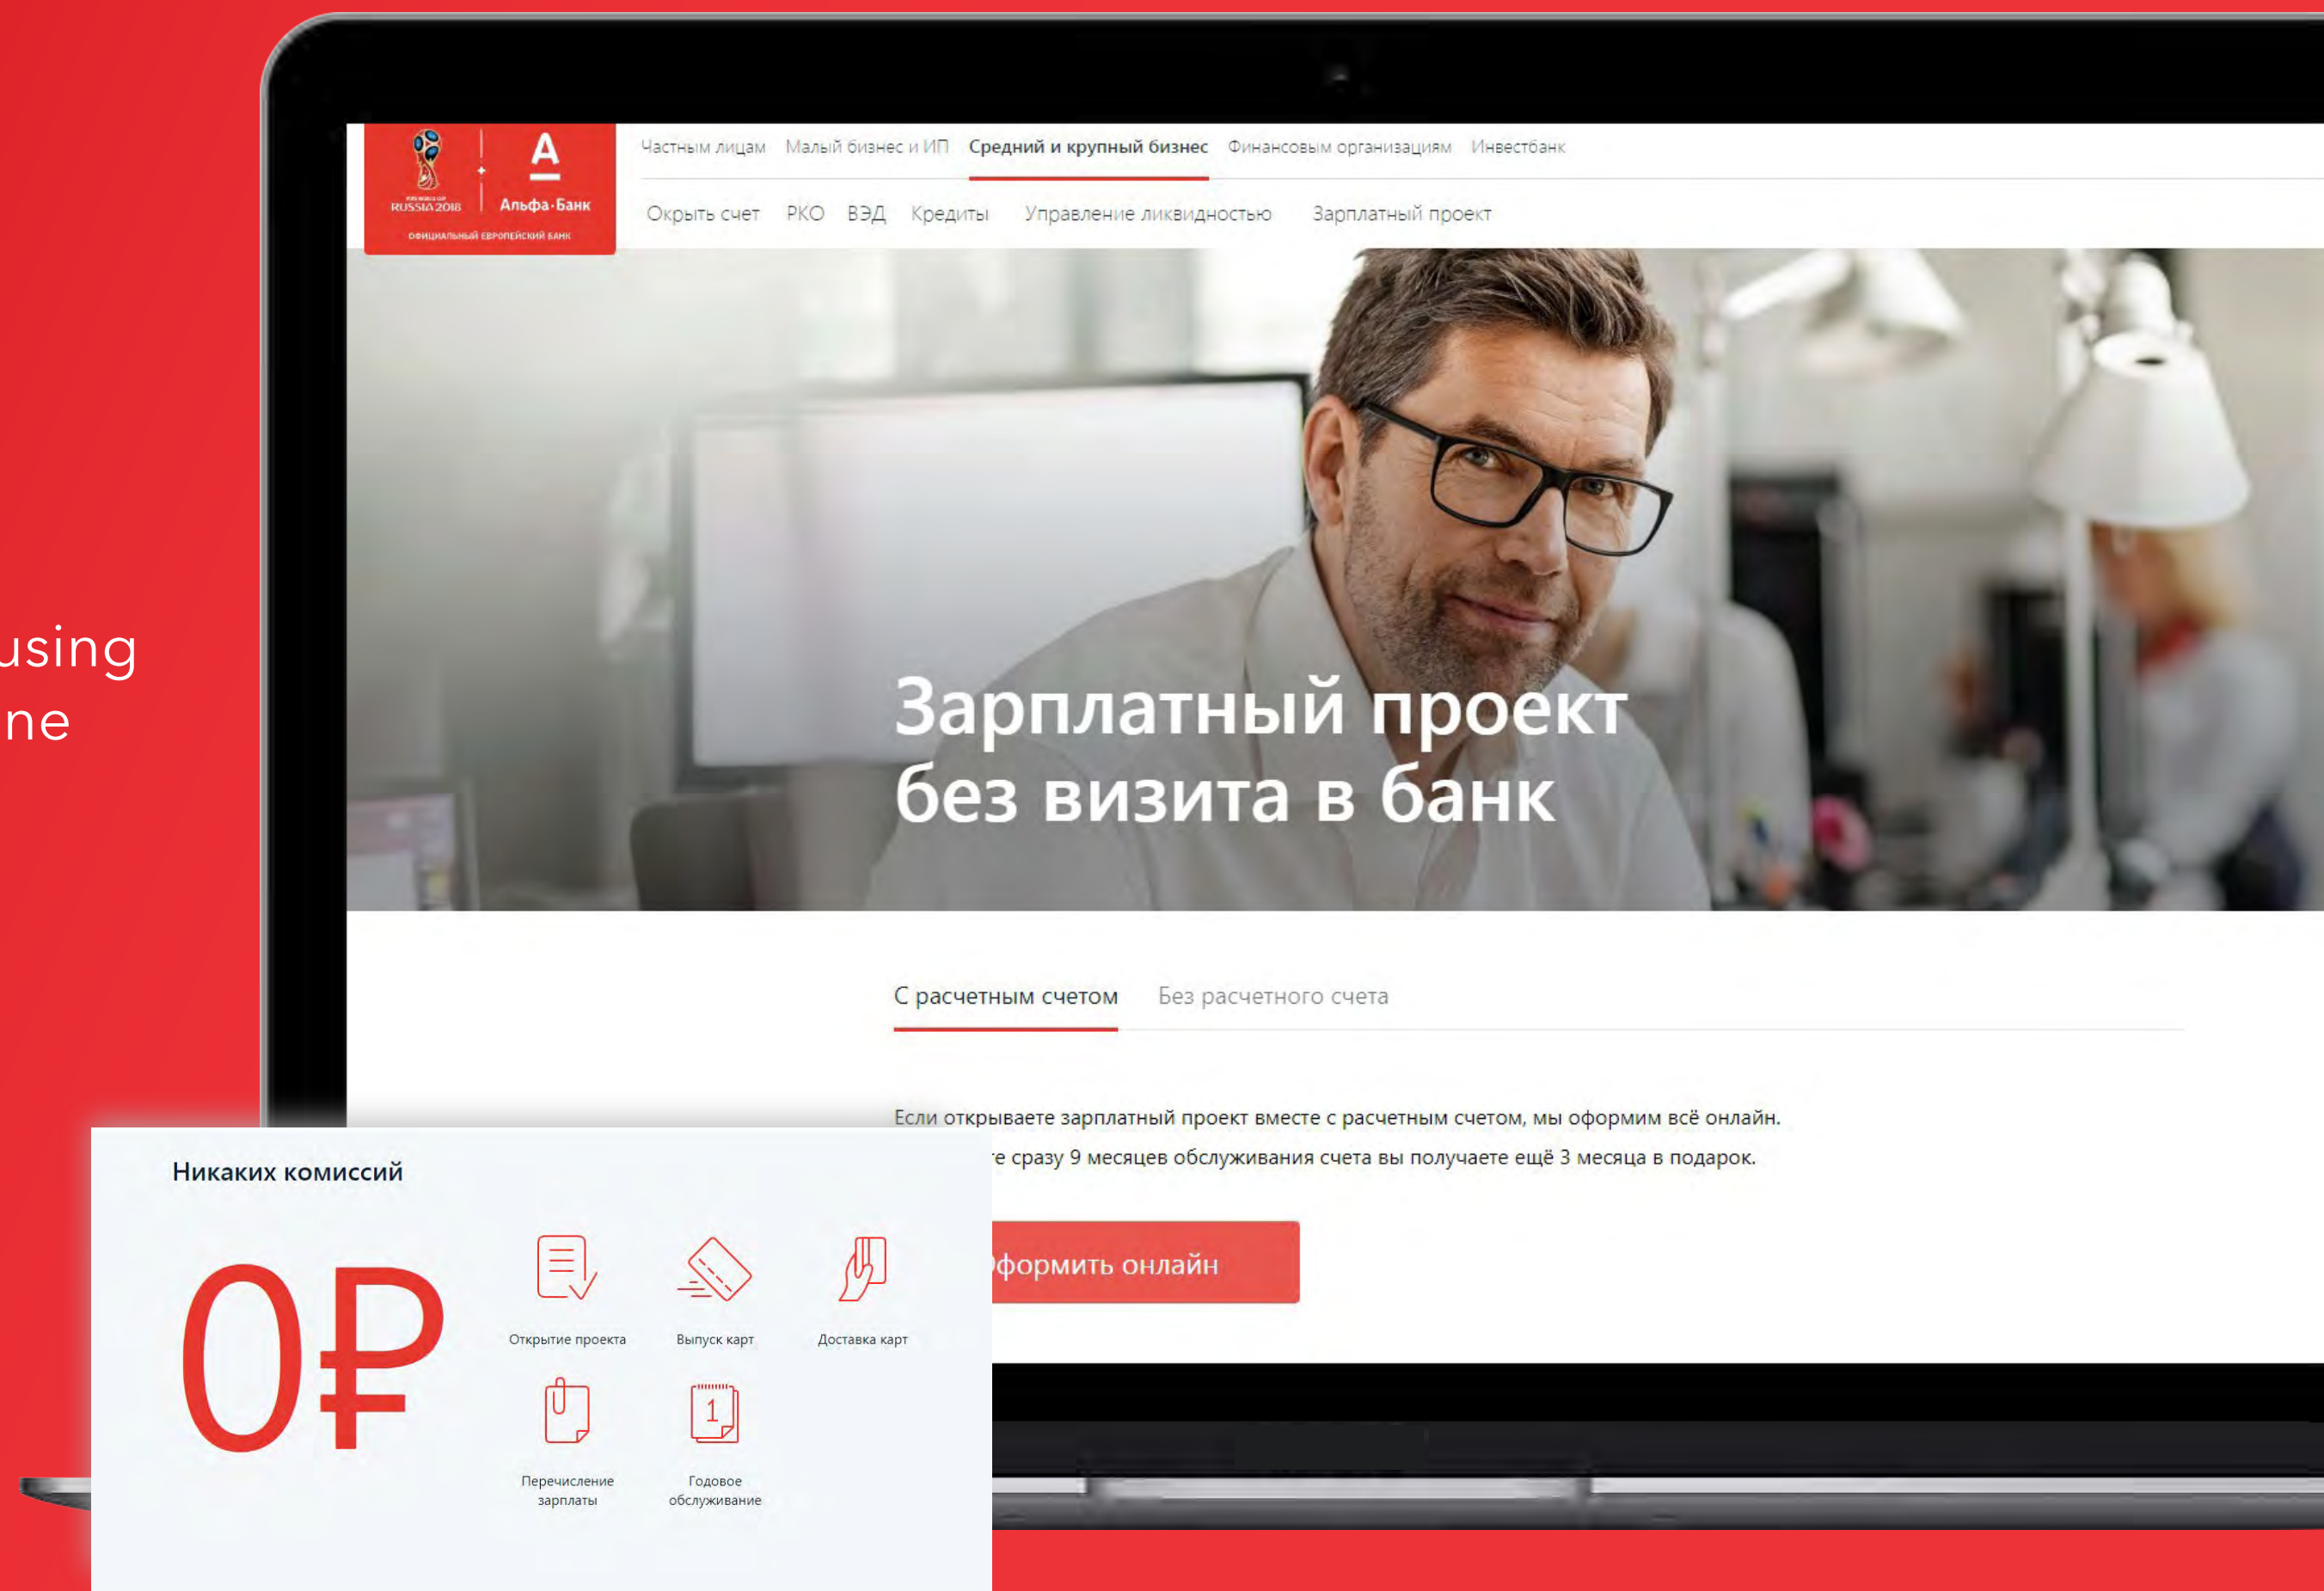 using
ne
FIFA WORLD CUP
RUSSIA 2018
+
А
Альфа·Банк
ОФИЦИАЛЬНЫЙ ЕВРОПЕЙСКИЙ БАНК
Частным лицам Малый бизнес и ИП Средний и крупный бизнес Финансовым организациям Инвестбанк
Окрыть счет РКО ВЭД Кредиты Управление ликвидностью Зарплатный проект
Зарплатный проект
без визита в банк
С расчетным счетом Без расчетного счета
Если открываете зарплатный проект вместе с расчетным счетом, мы оформим всё онлайн.
е сразу 9 месяцев обслуживания счета вы получаете ещё 3 месяца в подарок.
формить онлайн
Никаких комиссий
0₽
Открытие проекта Выпуск карт Доставка карт
1
Перечисление зарплаты
Годовое обслуживание